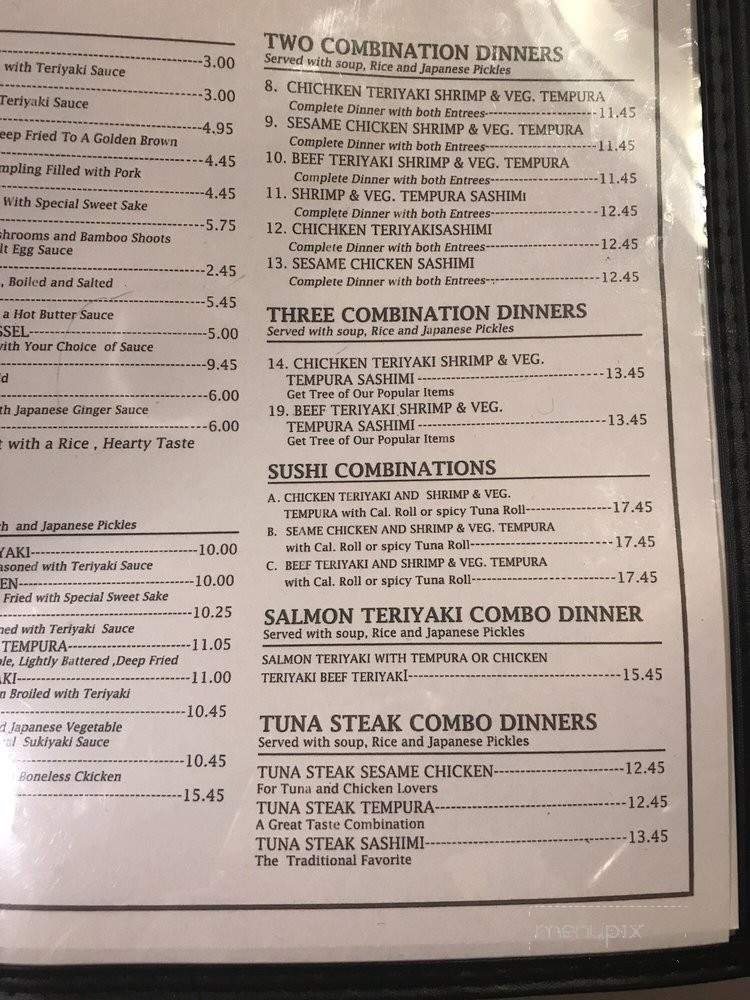 -3.00
with Teriyaki Sauce
-3.00
Teriyaki Sauce
-4.95
eep Fried To A Golden Brown
-4.45
mpling Filled with Pork
-4.45
With Special Sweet Sake
-5.75
shrooms and Bamboo Shoots
lt Egg Sauce
-2.45
, Boiled and Salted
-5.45
a Hot Butter Sauce
SSEL-5.00
with Your Choice of Sauce
-9.45
d
-6.00
th Japanese Ginger Sauce
-6.00
t with a Rice , Hearty Taste
ch and Japanese Pickles
YAKI-10.00
asoned with Teriyaki Sauce
EN-10.00
Fried with Special Sweet Sake
-10.25
ned with Teriyaki Sauce
TEMPURA-11.05
ble, Lightly Battered ,Deep Fried
AKI-11.00
n Broiled with Teriyaki
-10.45
d Japanese Vegetable
Sukiyaki Sauce
-10.45
Boneless Ckicken
-15.45
TWO COMBINATION DINNERS
Served with soup, Rice and Japanese Pickles
8. CHICHKEN TERIYAKI SHRIMP & VEG. TEMPURA
Complete Dinner with both Entrees-11.45
9. SESAME CHICKEN SHRIMP & VEG. TEMPURA
Complete Dinner with both Entrees-11.45
10. BEEF TERIYAKI SHRIMP & VEG. TEMPURA
Complete Dinner with both Entrees-11.45
11. SHRIMP & VEG. TEMPURA SASHIMI
Complete Dinner with both Entrees-12.45
12. CHICHKEN TERIYAKISASHIMI
Complete Dinner with both Entrees-12.45
13. SESAME CHICKEN SASHIMI
Complete Dinner with both Entrees-12.45
THREE COMBINATION DINNERS
Served with soup, Rice and Japanese Pickles
14. CHICHKEN TERIYAKI SHRIMP & VEG.
TEMPURA SASHIMI -13.45
Get Tree of Our Popular Items
19. BEEF TERIYAKI SHRIMP & VEG.
TEMPURA SASHIMI -13.45
Get Tree of Our Popular Items
SUSHI COMBINATIONS
A. CHICKEN TERIYAKI AND SHRIMP & VEG.
TEMPURA with Cal. Roll or spicy Tuna Roll-17.45
B. SEAME CHICKEN AND SHRIMP & VEG. TEMPURA
with Cal. Roll or spicy Tuna Roll-17.45
C. BEEF TERIYAKI AND SHRIMP & VEG. TEMPURA
with Cal. Roll or spicy Tuna Roll-17.45
SALMON TERIYAKI COMBO DINNER
Served with soup, Rice and Japanese Pickles
SALMON TERIYAKI WITH TEMPURA OR CHICKEN
TERIYAKI BEEF TERIYAKI-15.45
TUNA STEAK COMBO DINNERS
Served with soup, Rice and Japanese Pickles
TUNA STEAK SESAME CHICKEN-12.45
For Tuna and Chicken Lovers
TUNA STEAK TEMPURA-12.45
A Great Taste Combination
TUNA STEAK SASHIMI-13.45
The Traditional Favorite
menupix